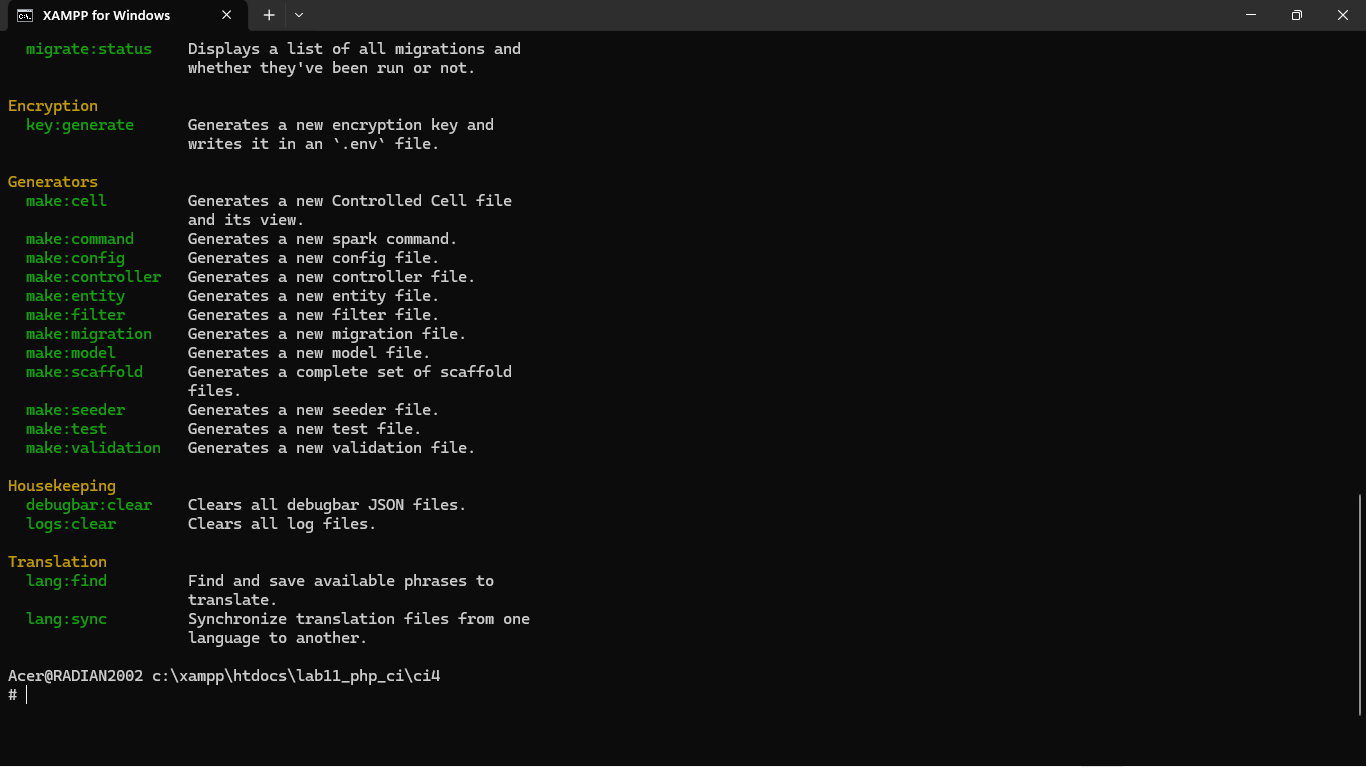 XAMPP for Windows
migrate:status Displays a list of all migrations and
whether they've been run or not.
Encryption
key:generate Generates a new encryption key and
writes it in an `.env` file.
Generators
make:cell Generates a new Controlled Cell file
and its view.
make:command Generates a new spark command.
make:config Generates a new config file.
make:controller Generates a new controller file.
make:entity Generates a new entity file.
make:filter Generates a new filter file.
make:migration Generates a new migration file.
make:model Generates a new model file.
make:scaffold Generates a complete set of scaffold
files.
make:seeder Generates a new seeder file.
make:test Generates a new test file.
make:validation Generates a new validation file.
Housekeeping
debugbar:clear Clears all debugbar JSON files.
logs:clear Clears all log files.
Translation
lang:find Find and save available phrases to
translate.
lang:sync Synchronize translation files from one
language to another.
Acer@RADIAN2002 c:\xampp\htdocs\lab11_php_ci\ci4
#